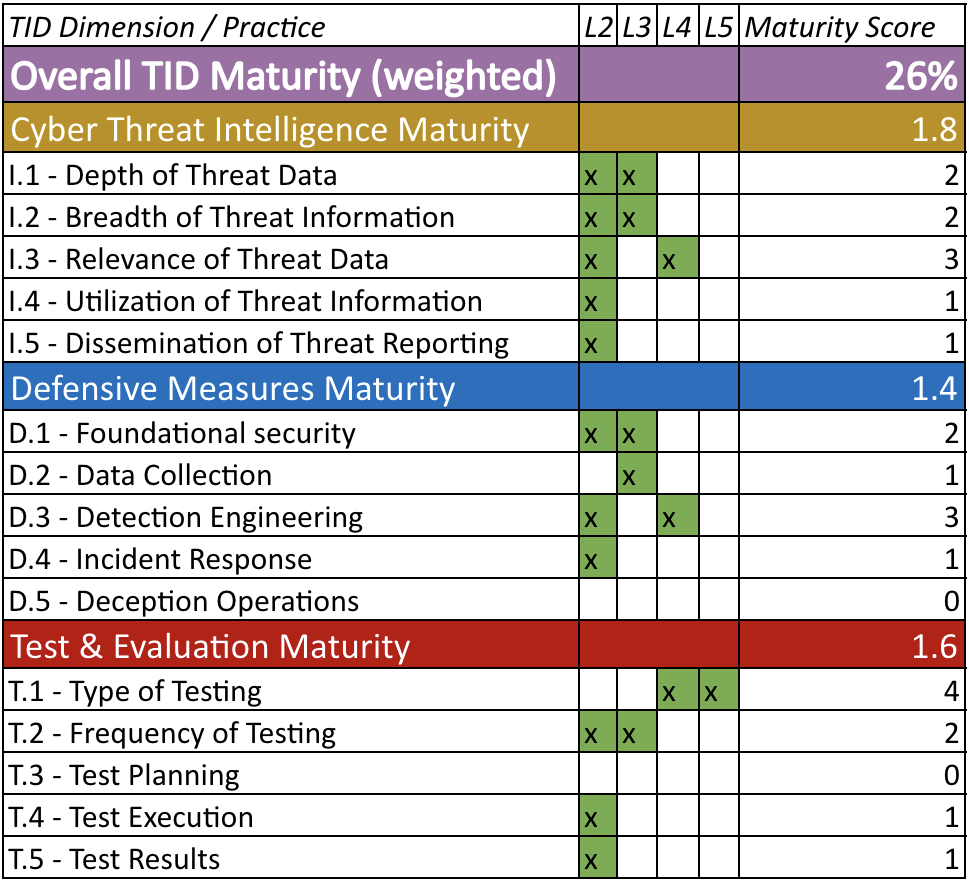 TID Dimension / Practice L2 L3 L4 L5 Maturity Score
Overall TID Maturity (weighted) 26%
Cyber Threat Intelligence Maturity 1.8
I.1 - Depth of Threat Data x x 2
I.2 - Breadth of Threat Information x x 2
I.3 - Relevance of Threat Data x x 3
I.4 - Utilization of Threat Information x 1
I.5 - Dissemination of Threat Reporting x 1
Defensive Measures Maturity 1.4
D.1 - Foundational security x x 2
D.2 - Data Collection x 1
D.3 - Detection Engineering x x 3
D.4 - Incident Response x 1
D.5 - Deception Operations 0
Test & Evaluation Maturity 1.6
T.1 - Type of Testing x x 4
T.2 - Frequency of Testing x x 2
T.3 - Test Planning 0
T.4 - Test Execution x 1
T.5 - Test Results x 1